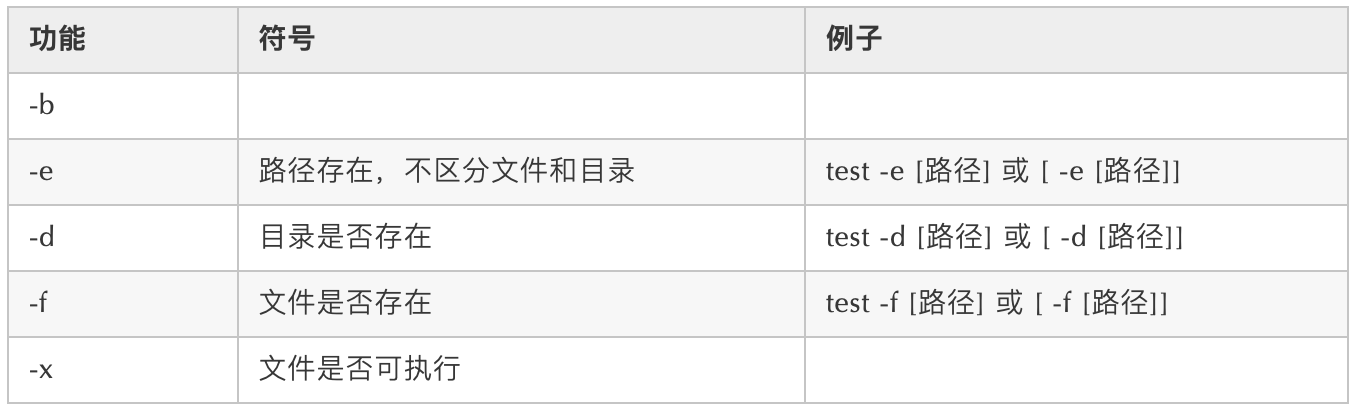 功能 符号 例子
-b
-e 路径存在，不区分文件和目录 test -e [路径] 或 [ -e [路径]]
-d 目录是否存在 test -d [路径] 或 [ -d [路径]]
-f 文件是否存在 test -f [路径] 或 [ -f [路径]]
-x 文件是否可执行